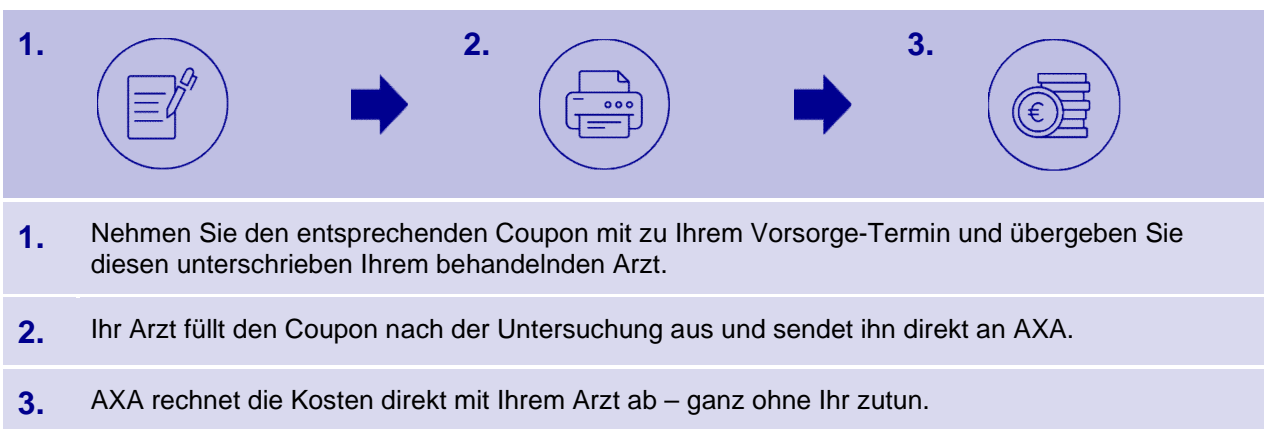 1. 2. 3.
€
1. Nehmen Sie den entsprechenden Coupon mit zu Ihrem Vorsorge-Termin und übergeben Sie
diesen unterschrieben Ihrem behandelnden Arzt.
2. Ihr Arzt füllt den Coupon nach der Untersuchung aus und sendet ihn direkt an AXA.
3. AXA rechnet die Kosten direkt mit Ihrem Arzt ab – ganz ohne Ihr zutun.